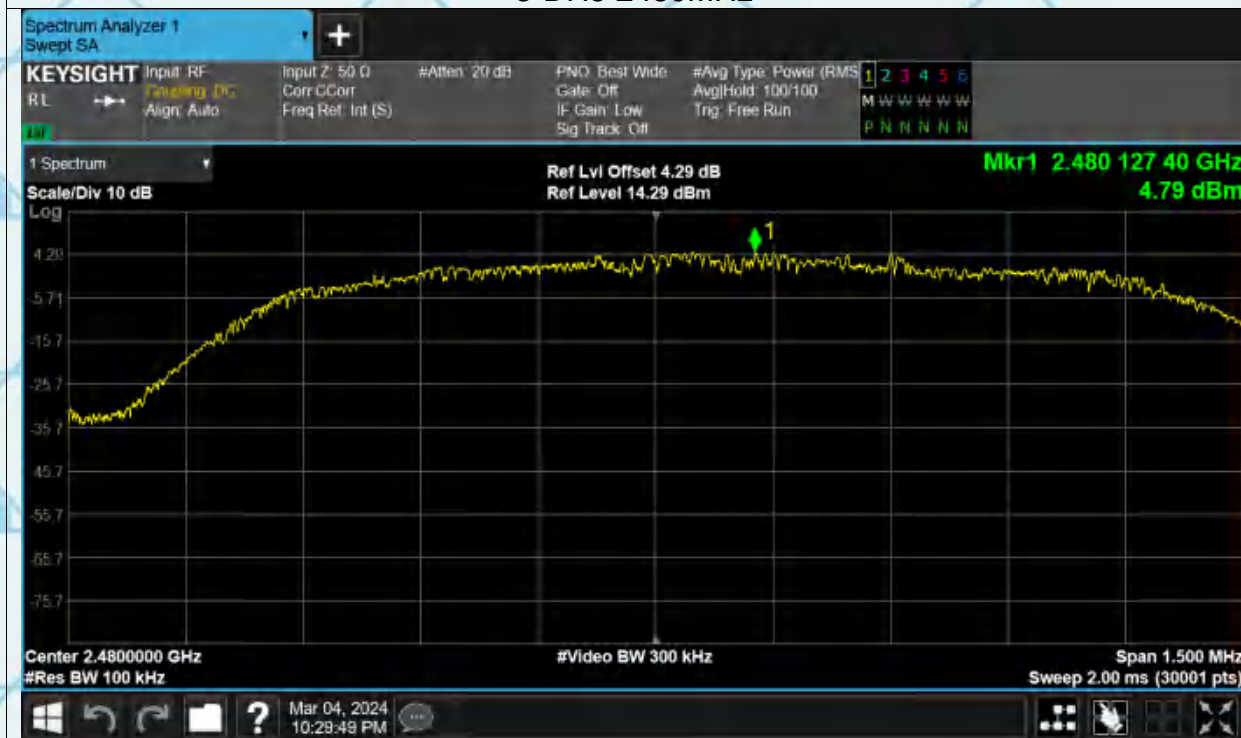 Spectrum Analyzer 1
Swept SA
KEYSIGHT
RL
Input: RF
Coupling: DC
Align: Auto
Input Z: 50 Ω
Corr CCorr
Freq Ref: Int (S)
#Atten: 20 dB
PNO: Best Wide
Gate: Off
IF Gain: Low
Sig Track: Off
#Avg Type: Power (RMS
Avg|Hold: 100/100
Trig: Free Run
1 2 3 4 5 6
M W W W W W
P N N N N N
1 Spectrum
Scale/Div 10 dB
Log
Ref Lvl Offset 4.29 dB
Ref Level 14.29 dBm
Mkr1 2.480 127 40 GHz
4.79 dBm
1
4.29
-5.71
-15.7
-25.7
-35.7
-45.7
-55.7
-65.7
-75.7
Center 2.4800000 GHz
#Res BW 100 kHz
#Video BW 300 kHz
Span 1.500 MHz
Sweep 2.00 ms (30001 pts)
?
Mar 04, 2024
10:29:49 PM